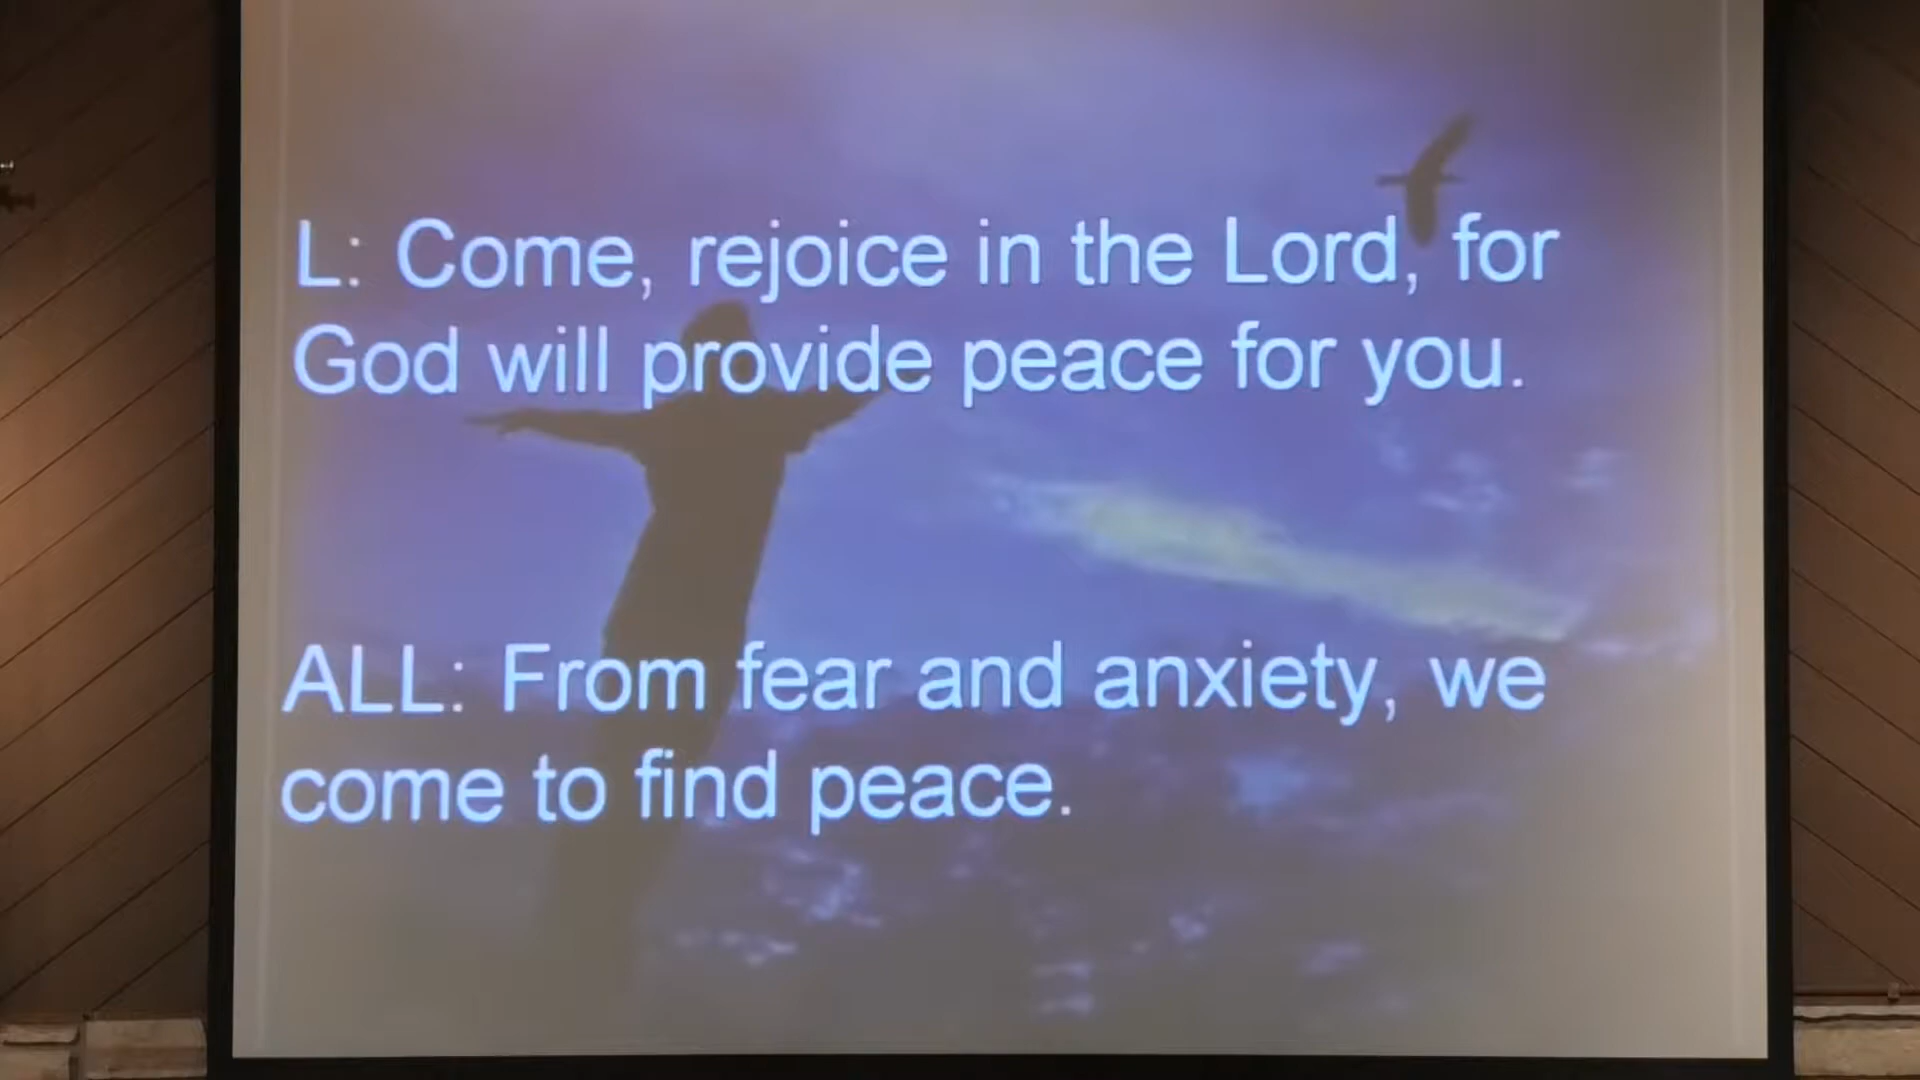 L: Come, rejoice in the Lord, for
God will provide peace for you.
ALL: From fear and anxiety, we
come to find peace.